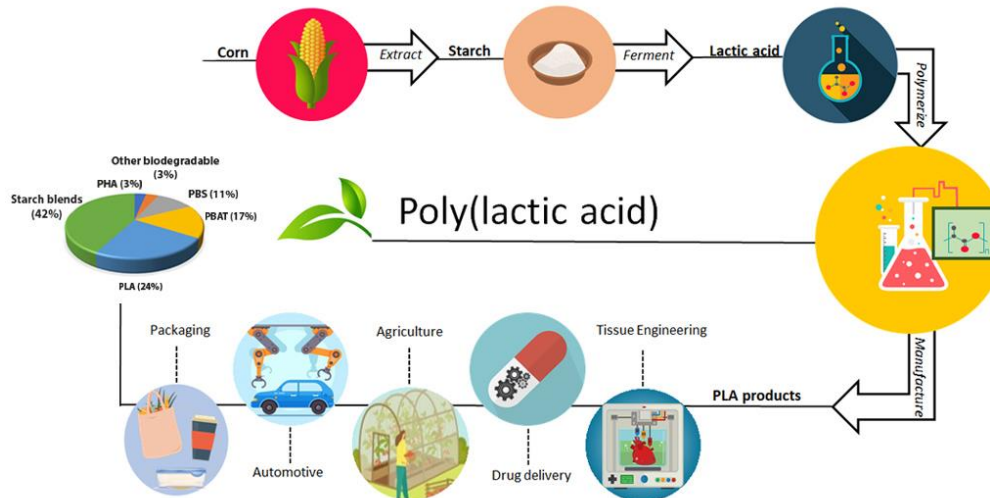 Corn
Extract
Starch
Ferment
Lactic acid
Polymerize
Other biodegradable
(3%)
PHA (3%)
PBS (11%)
Starch blends
(42%)
PBAT (17%)
PLA (24%)
Poly(lactic acid)
n
Manufacture
PLA products
Packaging
Automotive
Agriculture
Drug delivery
Tissue Engineering